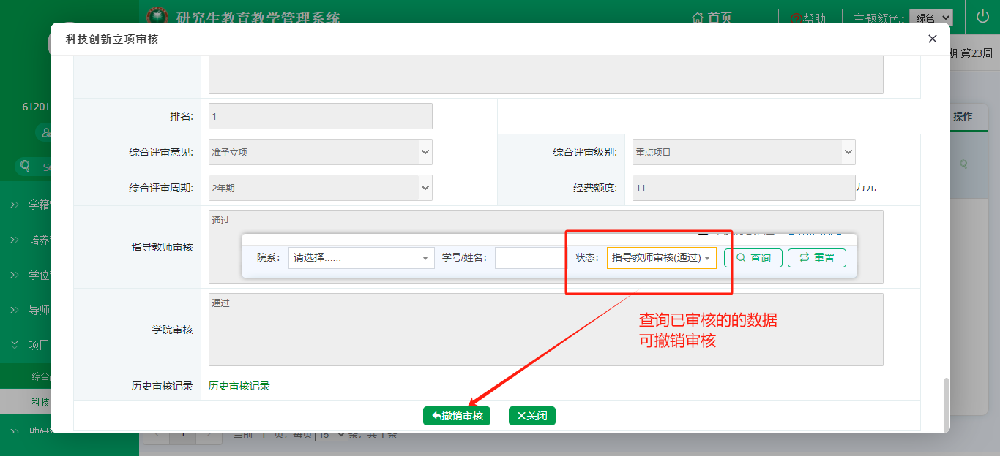 研究生教育教学管理系统
首页
帮助
主题颜色:
绿色
科技创新立项审核
期 第23周
61201
操作
排名:
1
综合评审意见:
准予立项
综合评审级别:
重点项目
综合评审周期:
2年期
经费额度:
11
万元
指导教师审核
通过
院系:
请选择......
学号/姓名:
状态:
指导教师审核(通过)
查询
重置
学院审核
通过
查询已审核的的数据
可撤销审核
历史审核记录
历史审核记录
撤销审核
关闭
学籍
培养
学位
导师
项目
综合
科技
助研
当前
1
页，每页
15
条，共 1 条